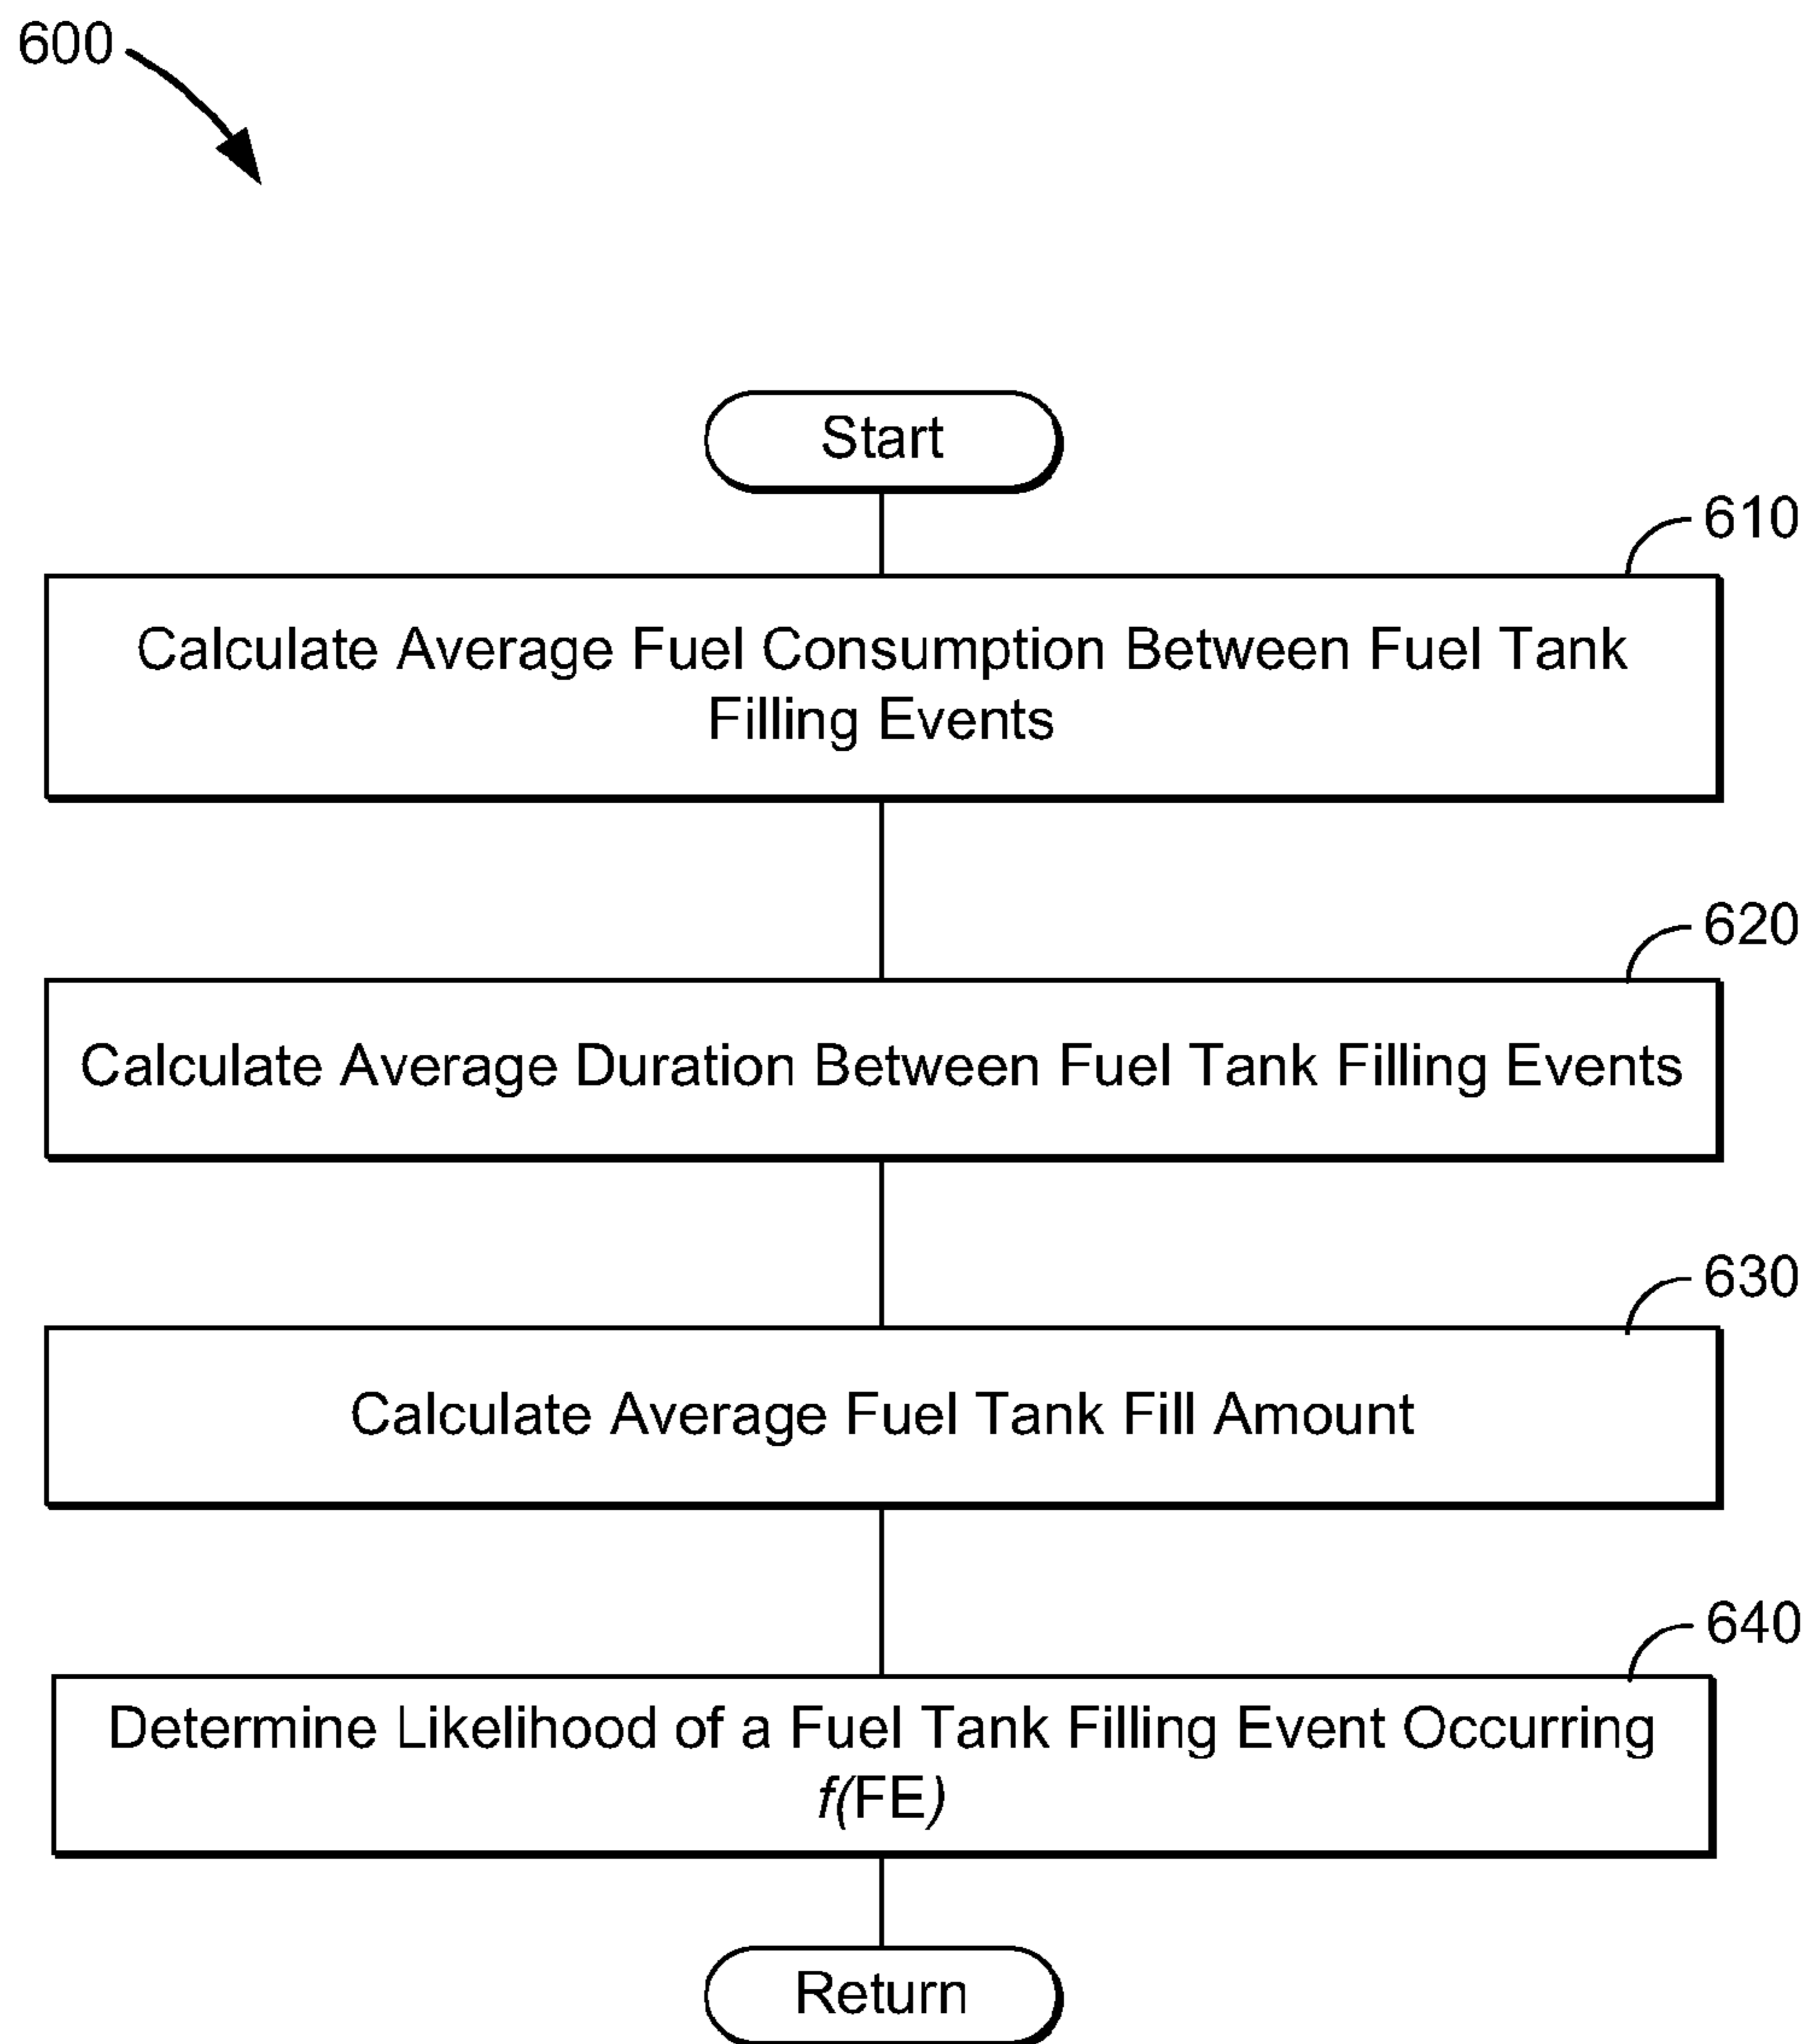 600
Start
610
Calculate Average Fuel Consumption Between Fuel Tank
Filling Events
620
Calculate Average Duration Between Fuel Tank Filling Events
630
Calculate Average Fuel Tank Fill Amount
640
Determine Likelihood of a Fuel Tank Filling Event Occurring
f(FE)
Return